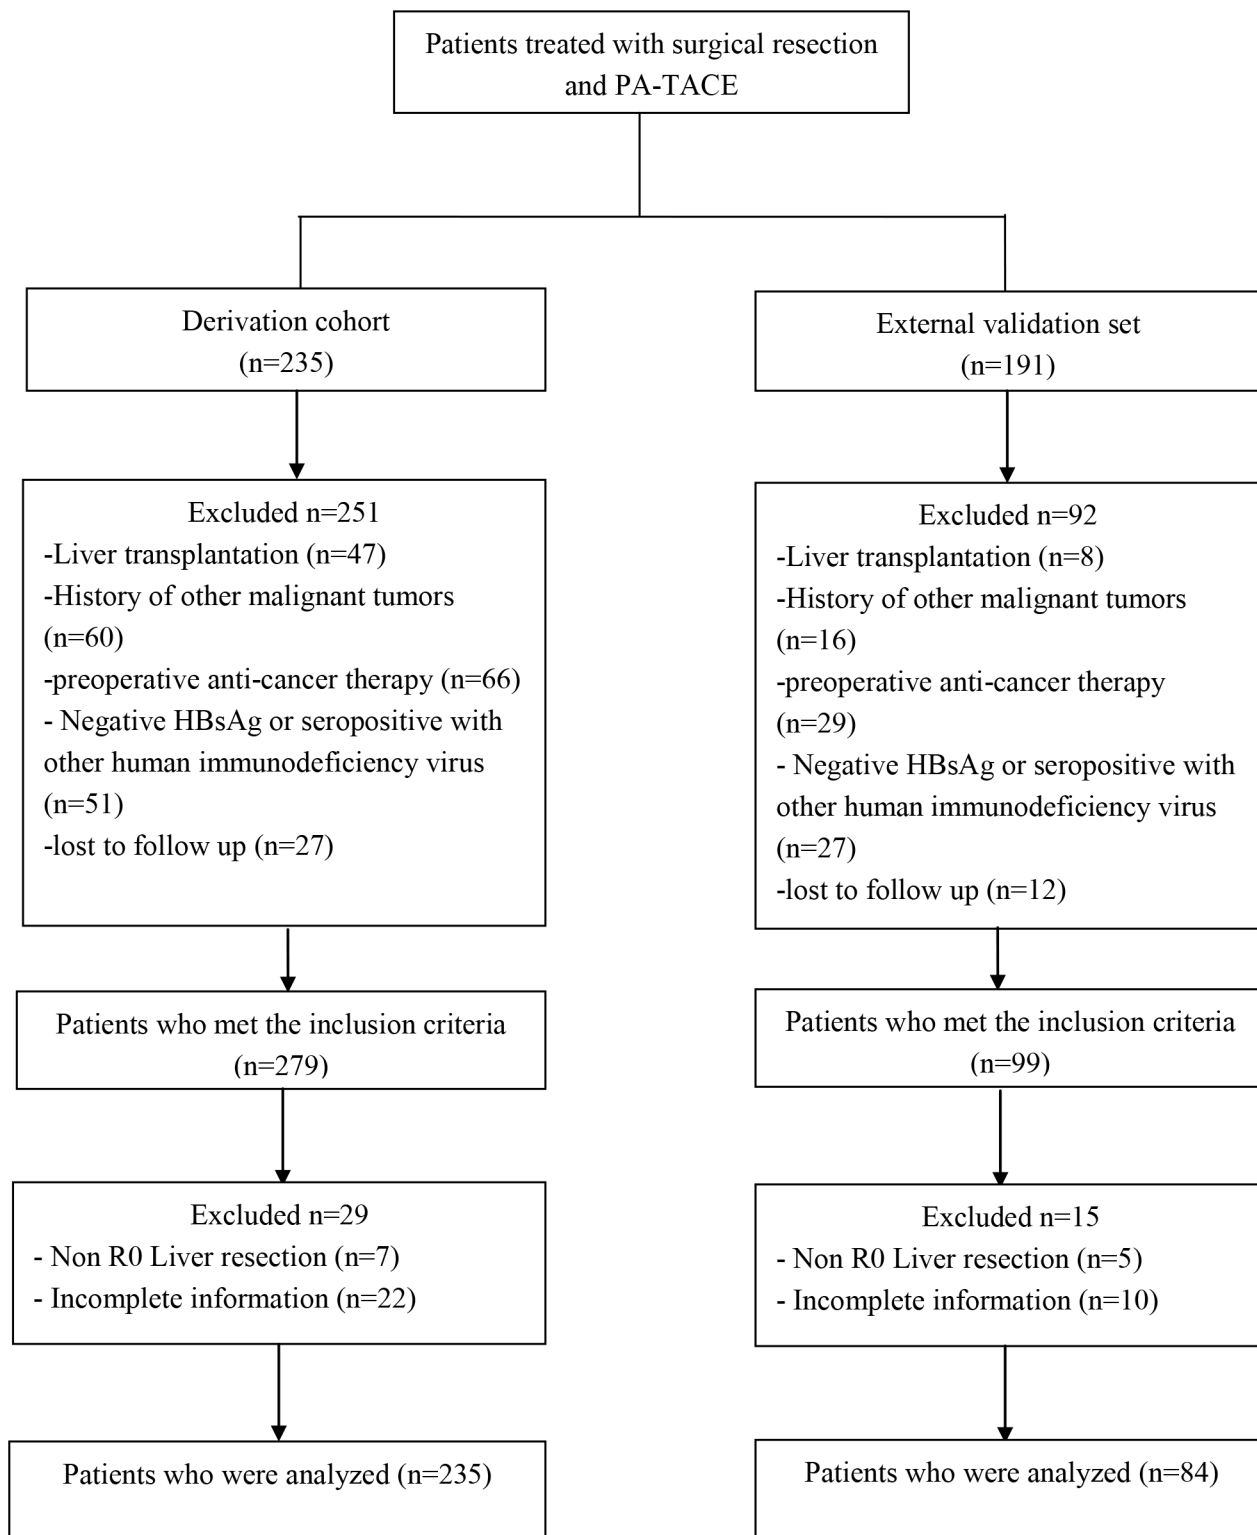 Patients treated with surgical resection
and PA-TACE
Derivation cohort
(n=235)
External validation set
(n=191)
Excluded n=251
-Liver transplantation (n=47)
-History of other malignant tumors
(n=60)
-preoperative anti-cancer therapy (n=66)
- Negative HBsAg or seropositive with
other human immunodeficiency virus
(n=51)
-lost to follow up (n=27)
Excluded n=92
-Liver transplantation (n=8)
-History of other malignant tumors
(n=16)
-preoperative anti-cancer therapy
(n=29)
- Negative HBsAg or seropositive with
other human immunodeficiency virus
(n=27)
-lost to follow up (n=12)
Patients who met the inclusion criteria
(n=279)
Patients who met the inclusion criteria
(n=99)
Excluded n=29
- Non R0 Liver resection (n=7)
- Incomplete information (n=22)
Excluded n=15
- Non R0 Liver resection (n=5)
- Incomplete information (n=10)
Patients who were analyzed (n=235)
Patients who were analyzed (n=84)